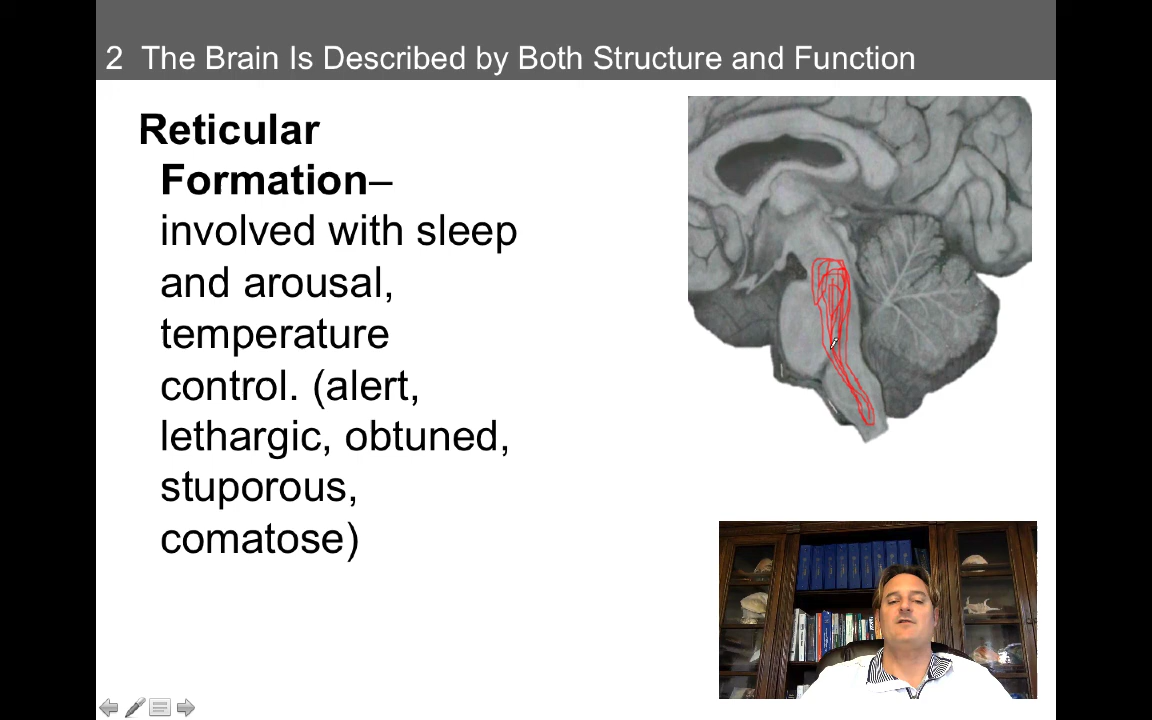 2 The Brain Is Described by Both Structure and Function
Reticular
Formation–
involved with sleep
and arousal,
temperature
control. (alert,
lethargic, obtuned,
stuporous,
comatose)